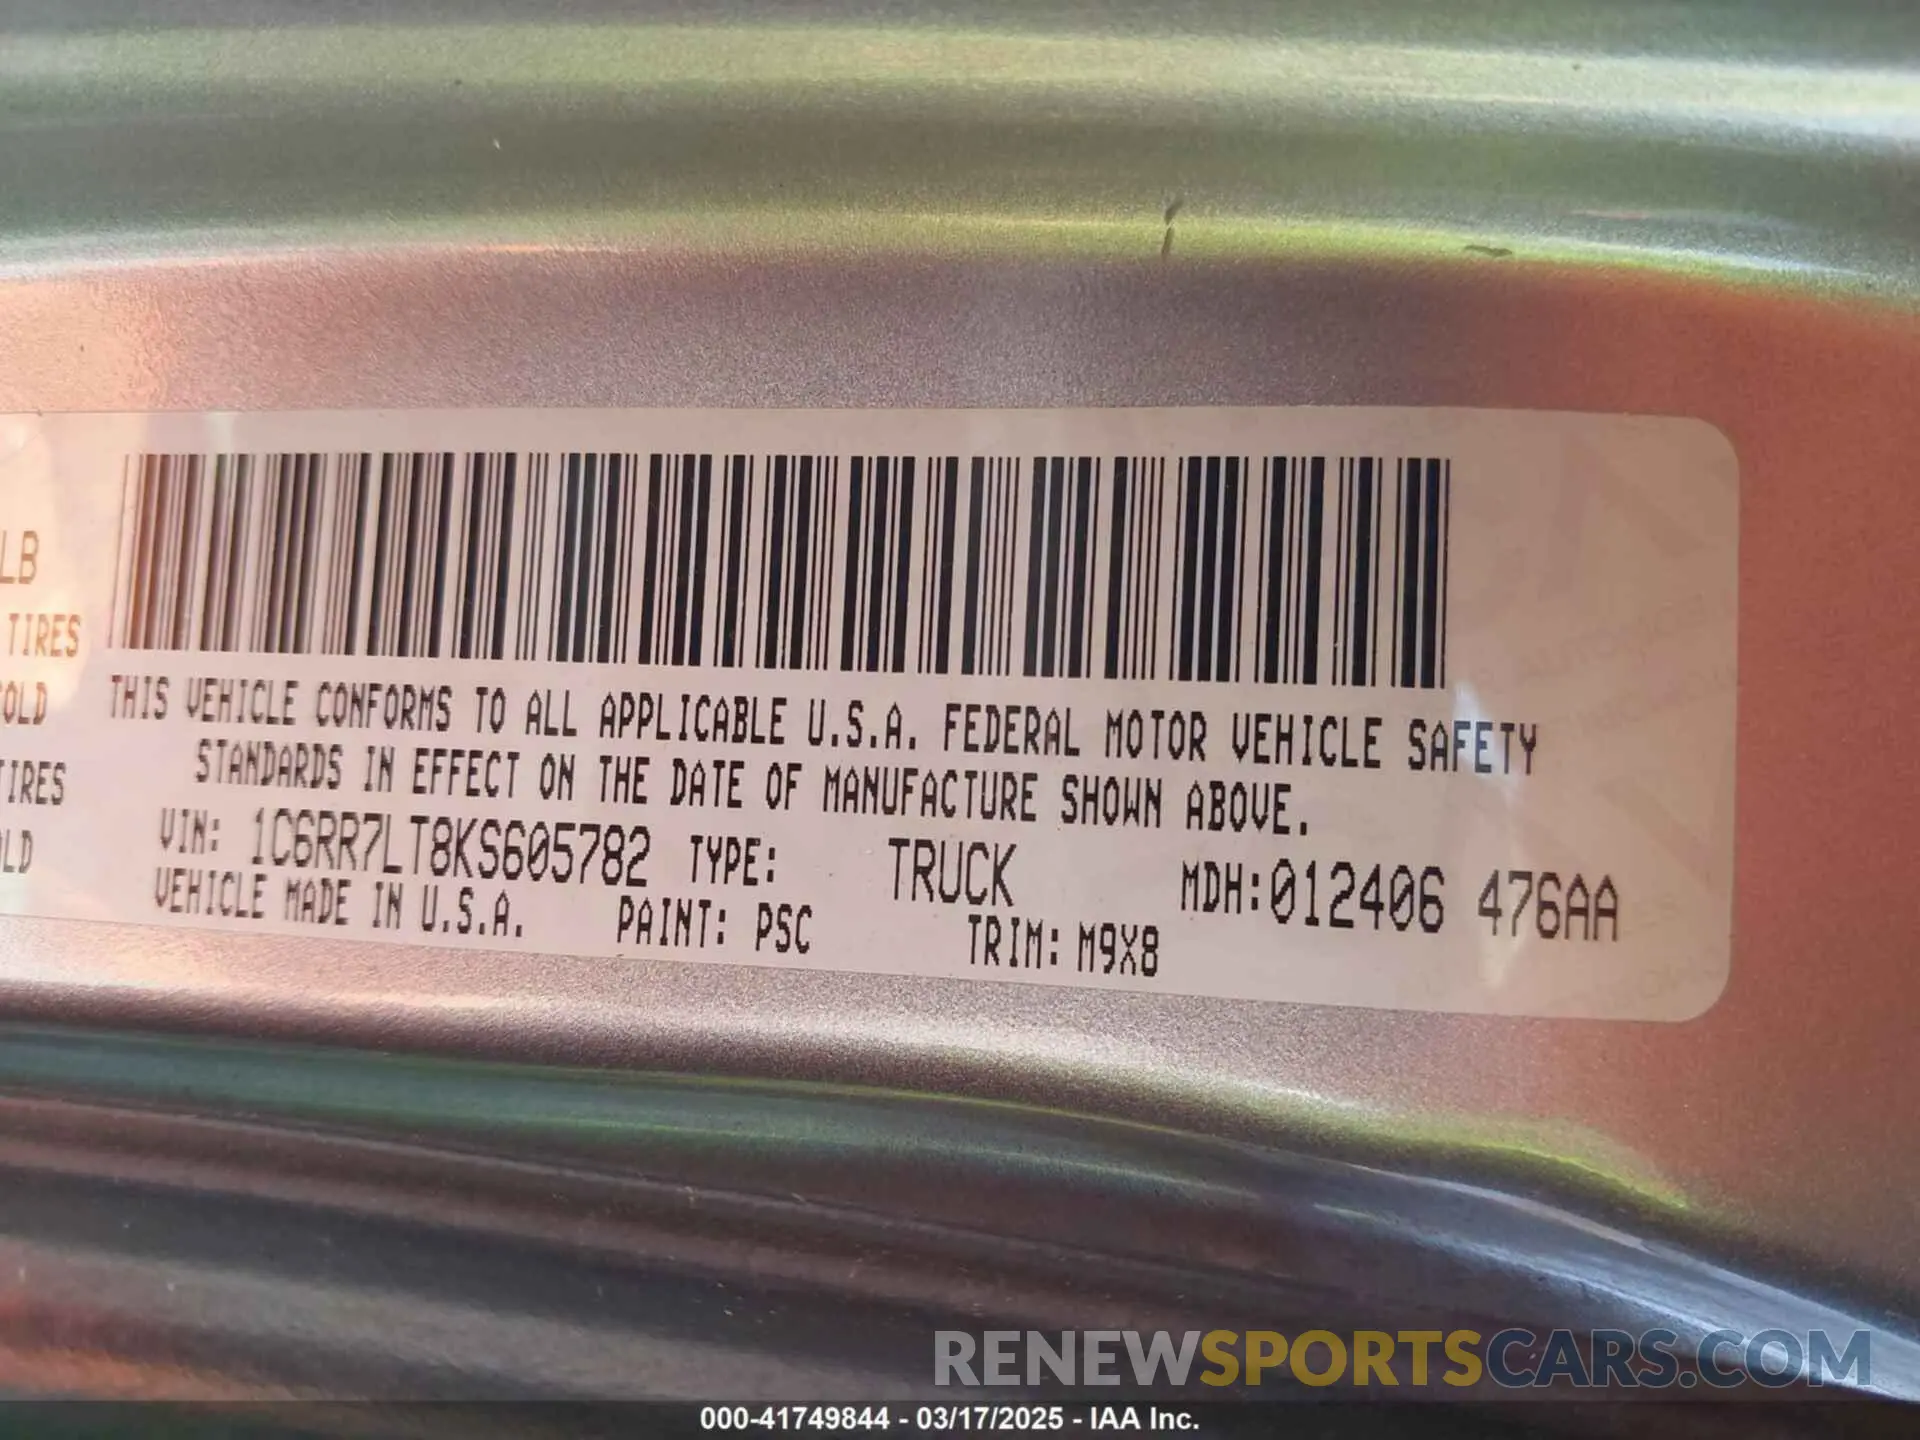 LB
TIRES
OLD
TIRES
LD
THIS VEHICLE CONFORMS TO ALL APPLICABLE U.S.A. FEDERAL MOTOR VEHICLE SAFETY
STANDARDS IN EFFECT ON THE DATE OF MANUFACTURE SHOWN ABOVE.
VIN: 1C6RR7LT8KS605782 TYPE: TRUCK MDH:012406 476AA
VEHICLE MADE IN U.S.A. PAINT: PSC TRIM: M9X8
RENEWSPORTSCARS.COM
000-41749844 - 03/17/2025 - IAA Inc.